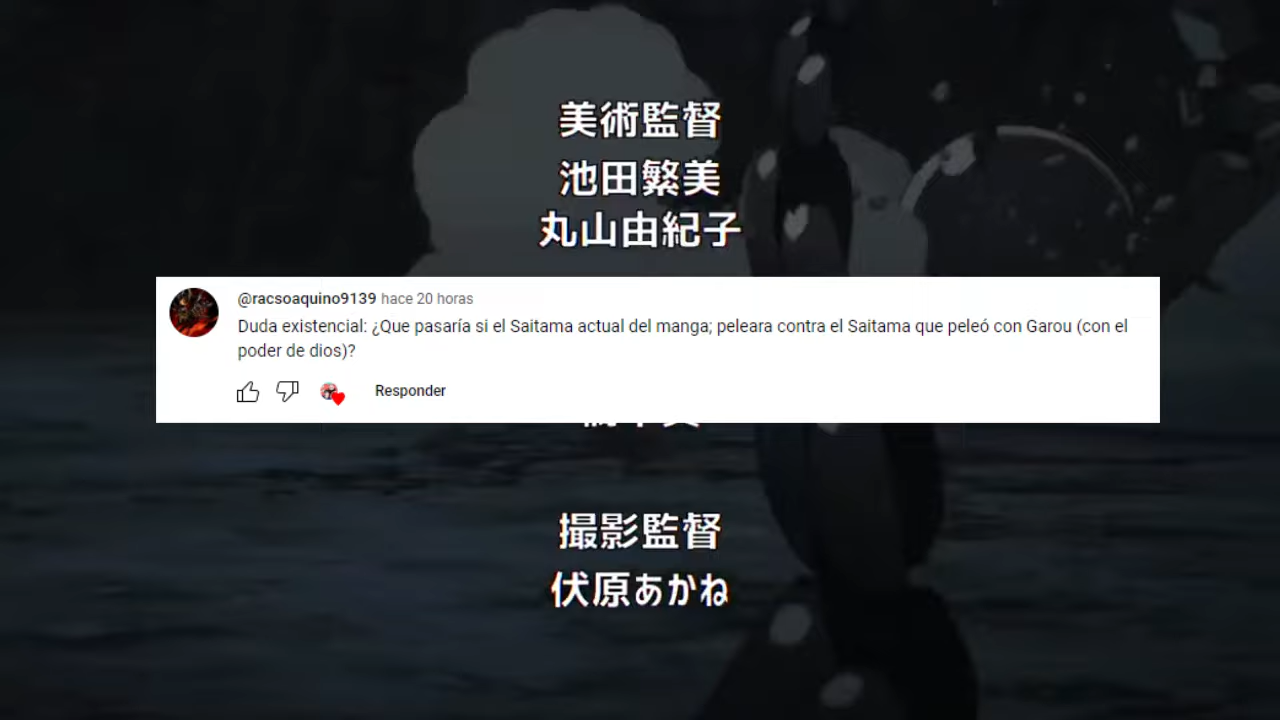 美術監督
池田繁美
丸山由紀子
@racsoaquino9139 hace 20 horas
Duda existencial: ¿Que pasaría si el Saitama actual del manga; peleara contra el Saitama que peleó con Garou (con el
poder de dios)?
Responder
撮影監督
伏原あかね